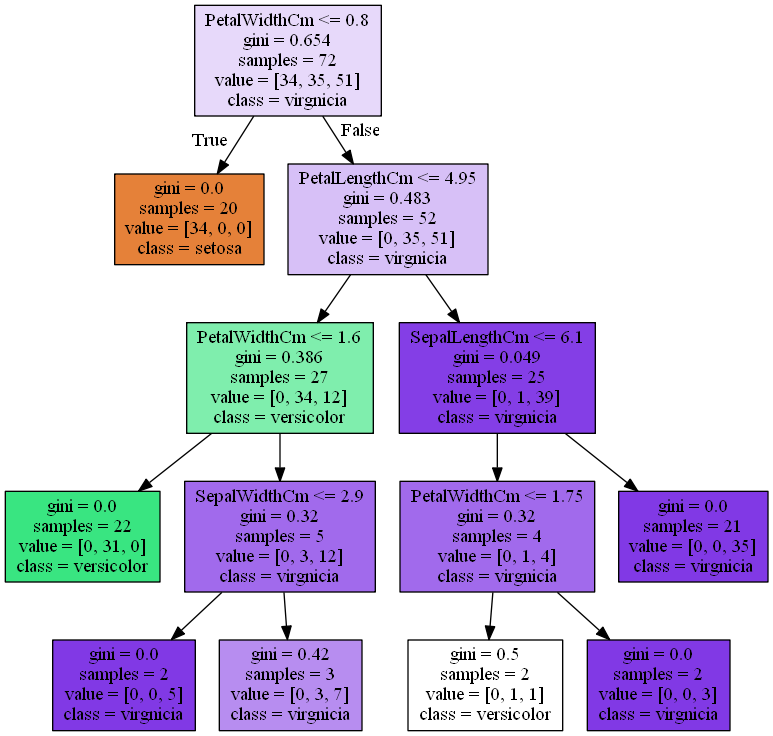 PetalWidthCm <= 0.8
gini = 0.654
samples = 72
value = [34, 35, 51]
class = virgnicia
True
False
gini = 0.0
samples = 20
value = [34, 0, 0]
class = setosa
PetalLengthCm <= 4.95
gini = 0.483
samples = 52
value = [0, 35, 51]
class = virgnicia
PetalWidthCm <= 1.6
gini = 0.386
samples = 27
value = [0, 34, 12]
class = versicolor
SepalLengthCm <= 6.1
gini = 0.049
samples = 25
value = [0, 1, 39]
class = virgnicia
gini = 0.0
samples = 22
value = [0, 31, 0]
class = versicolor
SepalWidthCm <= 2.9
gini = 0.32
samples = 5
value = [0, 3, 12]
class = virgnicia
PetalWidthCm <= 1.75
gini = 0.32
samples = 4
value = [0, 1, 4]
class = virgnicia
gini = 0.0
samples = 21
value = [0, 0, 35]
class = virgnicia
gini = 0.0
samples = 2
value = [0, 0, 5]
class = virgnicia
gini = 0.42
samples = 3
value = [0, 3, 7]
class = virgnicia
gini = 0.5
samples = 2
value = [0, 1, 1]
class = versicolor
gini = 0.0
samples = 2
value = [0, 0, 3]
class = virgnicia